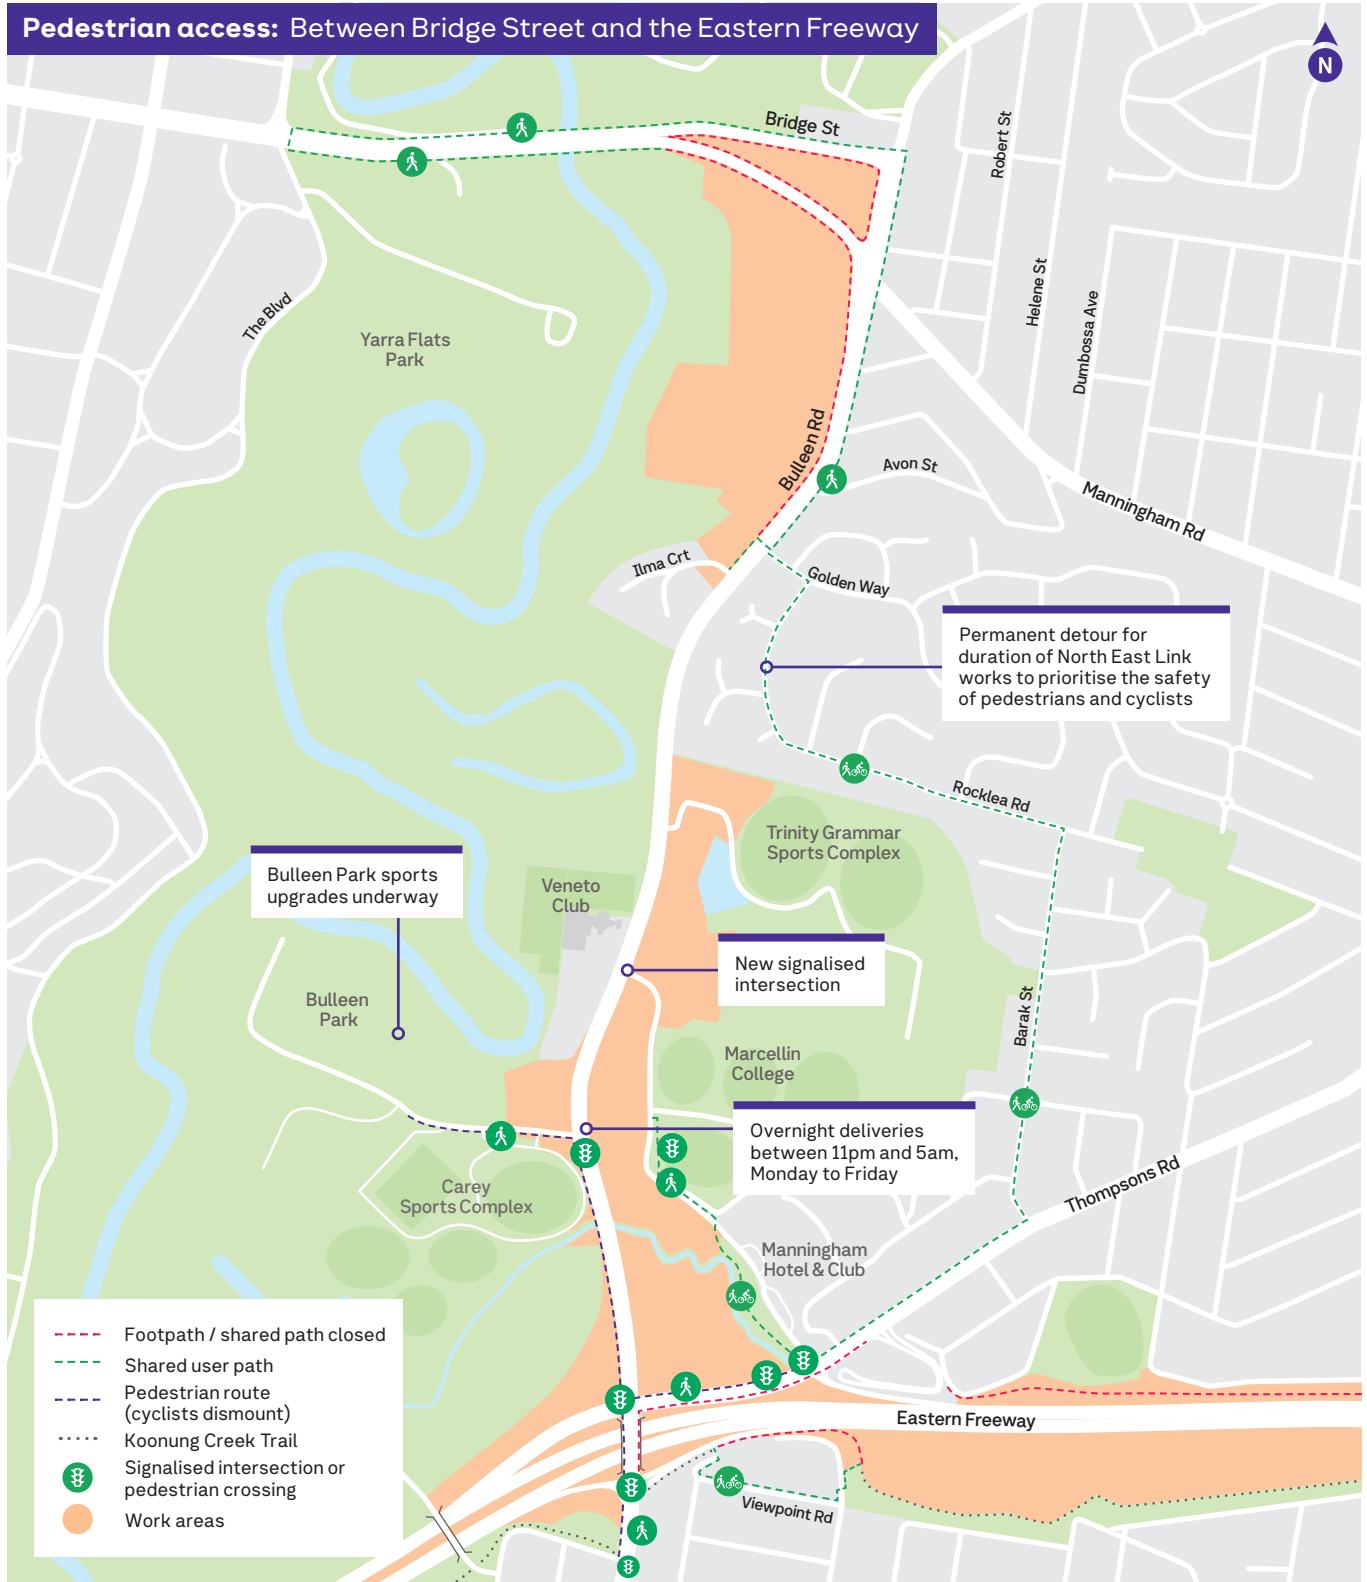 Pedestrian access: Between Bridge Street and the Eastern Freeway
N
Bridge St
Robert St
Helene St
Dumbossa Ave
The Blvd
Yarra Flats
Park
Bulleen Rd
Avon St
Manningham Rd
Ilma Crt
Golden Way
Permanent detour for
duration of North East Link
works to prioritise the safety
of pedestrians and cyclists
Rocklea Rd
Trinity Grammar
Sports Complex
Bulleen Park sports
upgrades underway
Veneto
Club
New signalised
intersection
Bulleen
Park
Barak St
Marcellin
College
Overnight deliveries
between 11pm and 5am,
Monday to Friday
Thompsons Rd
Carey
Sports Complex
Manningham
Hotel & Club
Footpath / shared path closed
Shared user path
Pedestrian route
(cyclists dismount)
Koonung Creek Trail
Signalised intersection or
pedestrian crossing
Work areas
Eastern Freeway
Viewpoint Rd